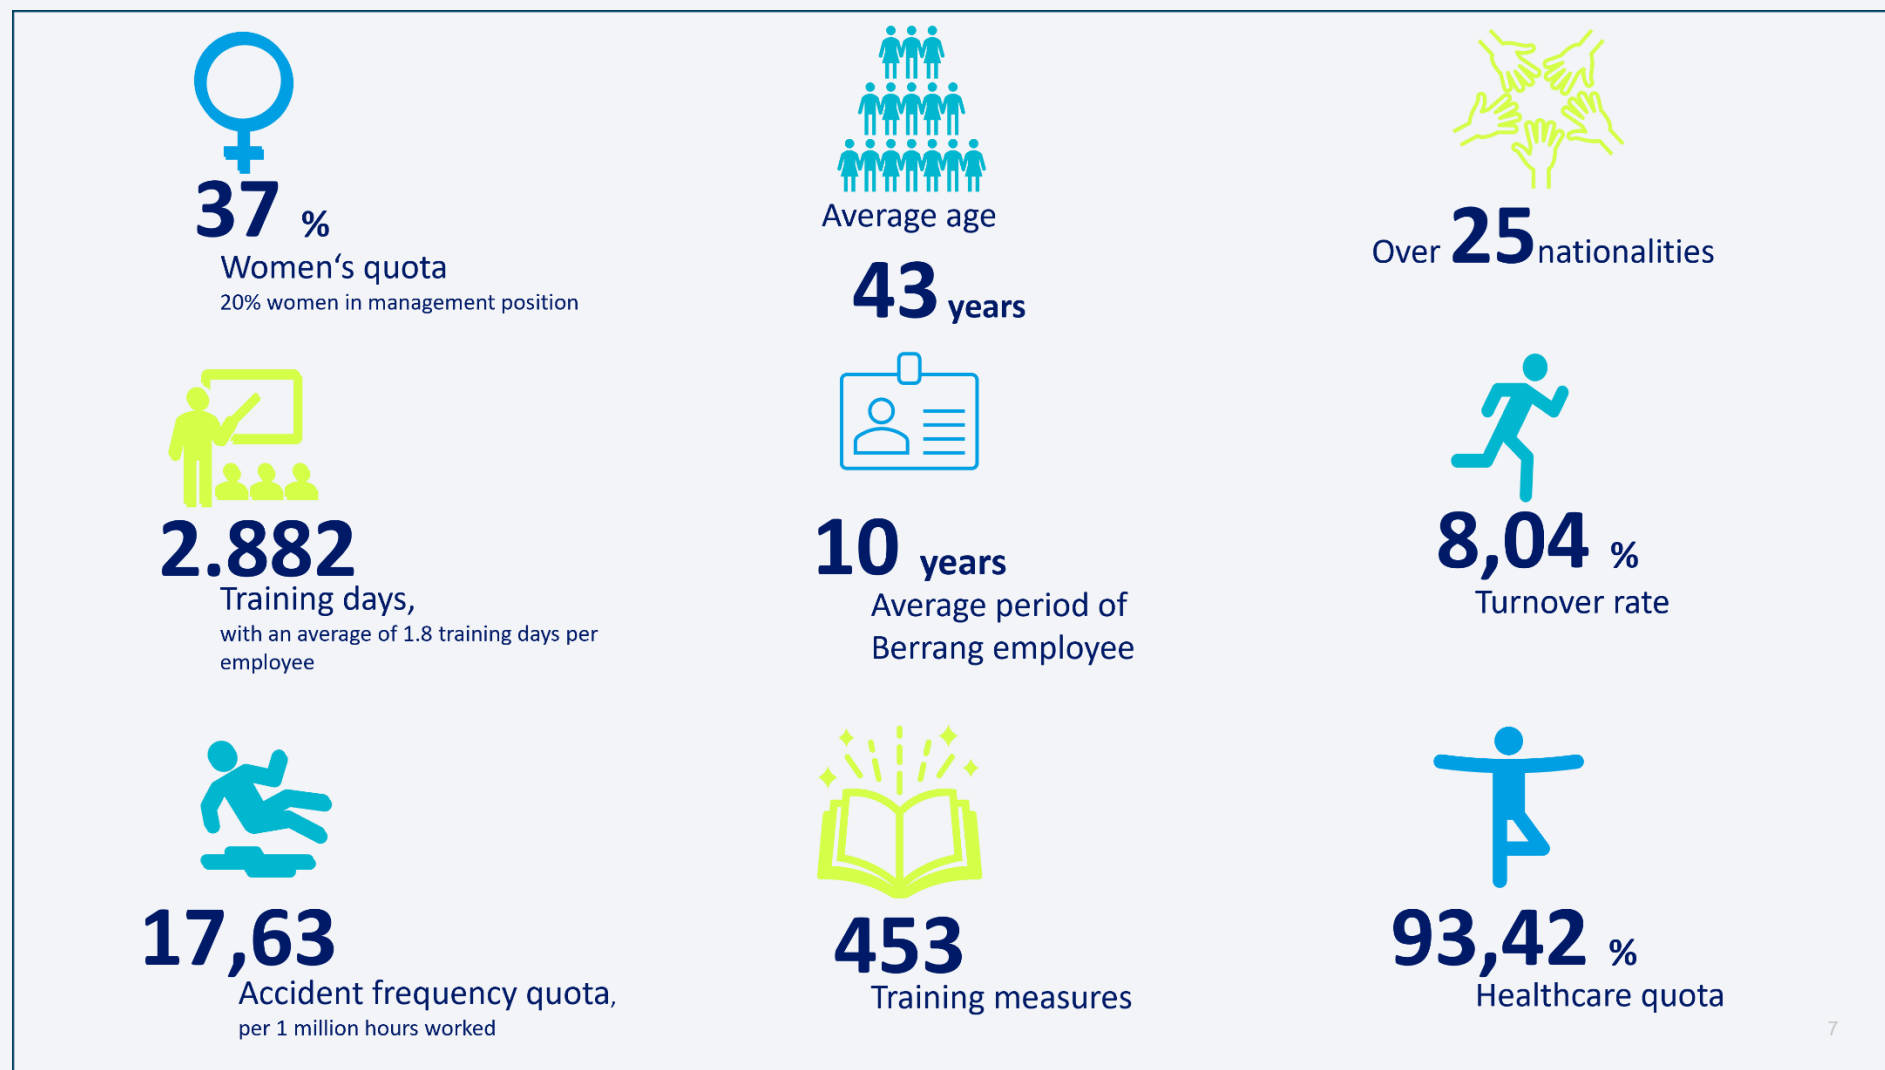 37 %
Women‘s quota
20% women in management position
Average age
43 years
Over 25 nationalities
2.882
Training days,
with an average of 1.8 training days per
employee
10 years
Average period of
Berrang employee
8,04 %
Turnover rate
17,63
Accident frequency quota,
per 1 million hours worked
453
Training measures
93,42 %
Healthcare quota
7